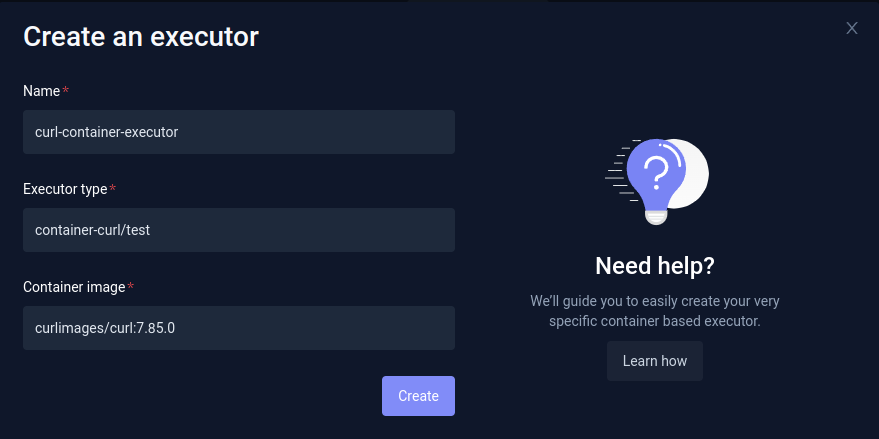 Create an executor
Name *
curl-container-executor
Executor type *
container-curl/test
Container image *
curlimages/curl:7.85.0
Create
Need help?
We’ll guide you to easily create your very
specific container based executor.
Learn how